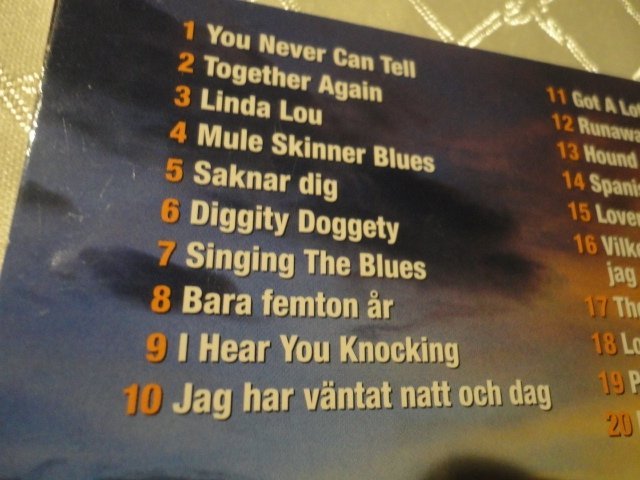 1 You Never Can Tell
2 Together Again
3 Linda Lou
4 Mule Skinner Blues
5 Saknar dig
6 Diggity Doggety
7 Singing The Blues
8 Bara femton år
9 I Hear You Knocking
10 Jag har väntat natt och dag
11 Got A
12
13 Hound
14
15
16
jag
17
18
19
20